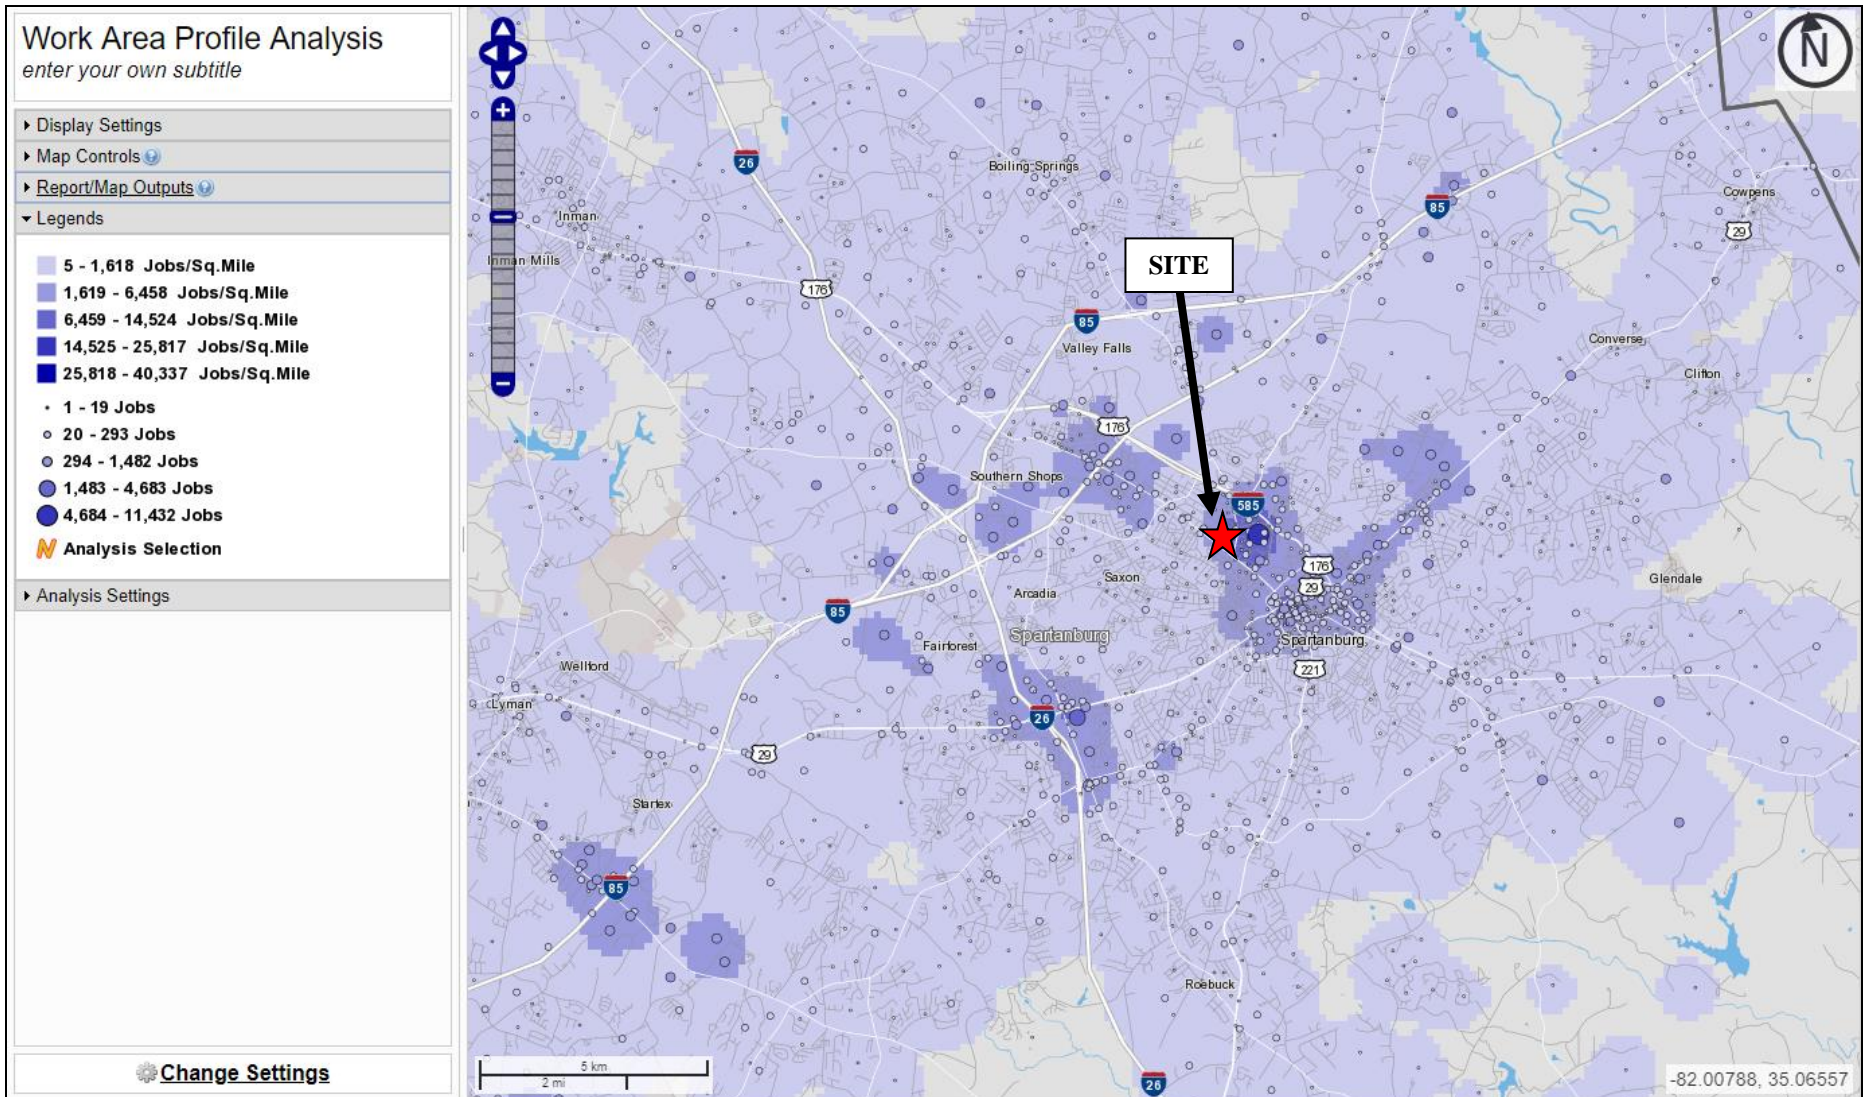 Work Area Profile Analysis
enter your own subtitle
Display Settings
Map Controls
Report/Map Outputs
Legends
5 - 1,618 Jobs/Sq.Mile
1,619 - 6,458 Jobs/Sq.Mile
6,459 - 14,524 Jobs/Sq.Mile
14,525 - 25,817 Jobs/Sq.Mile
25,818 - 40,337 Jobs/Sq.Mile
1 - 19 Jobs
20 - 293 Jobs
294 - 1,482 Jobs
1,483 - 4,683 Jobs
4,684 - 11,432 Jobs
Analysis Selection
Analysis Settings
Change Settings
N
26
Boiling Springs
85
Cowpens
Inman
29
Inman Mills
SITE
176
85
Valley Falls
Converse
Clifton
176
Southern Shops
585
176
Saxon
Glendale
29
Arcadia
85
Spartanburg
Fairforest
Spartanburg
Wellford
221
Lyman
26
29
Startex
85
Roebuck
5 km
2 mi
26
-82.00788, 35.06557